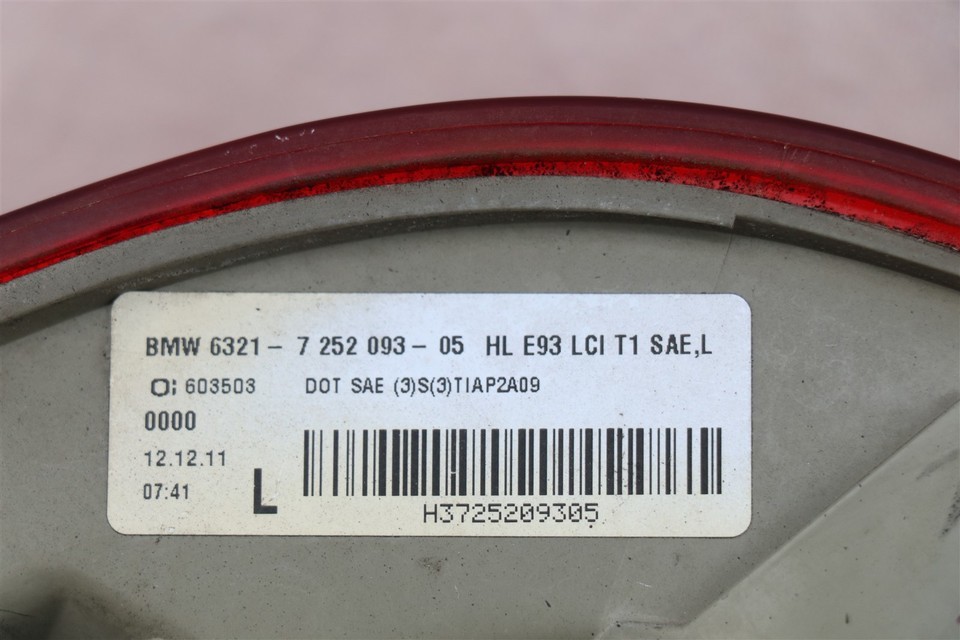 BMW 6321 - 7 252 093 - 05 HL E93 LCI T1 SAE,L
603503 DOT SAE (3)S(3)TIAP2A09
0000
12.12.11
07:41
L
H3725209305